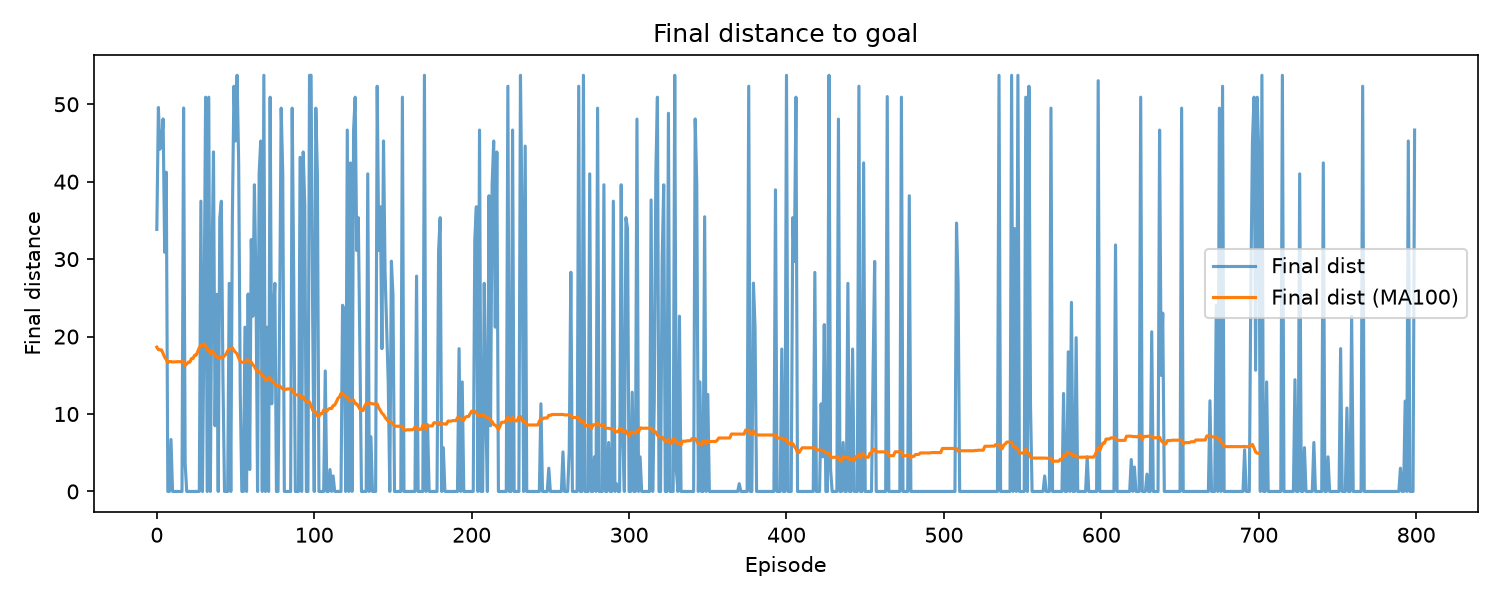 Final distance to goal
50
40
30
20
10
0
Final distance
Final dist
Final dist (MA100)
0 100 200 300 400 500 600 700 800
Episode